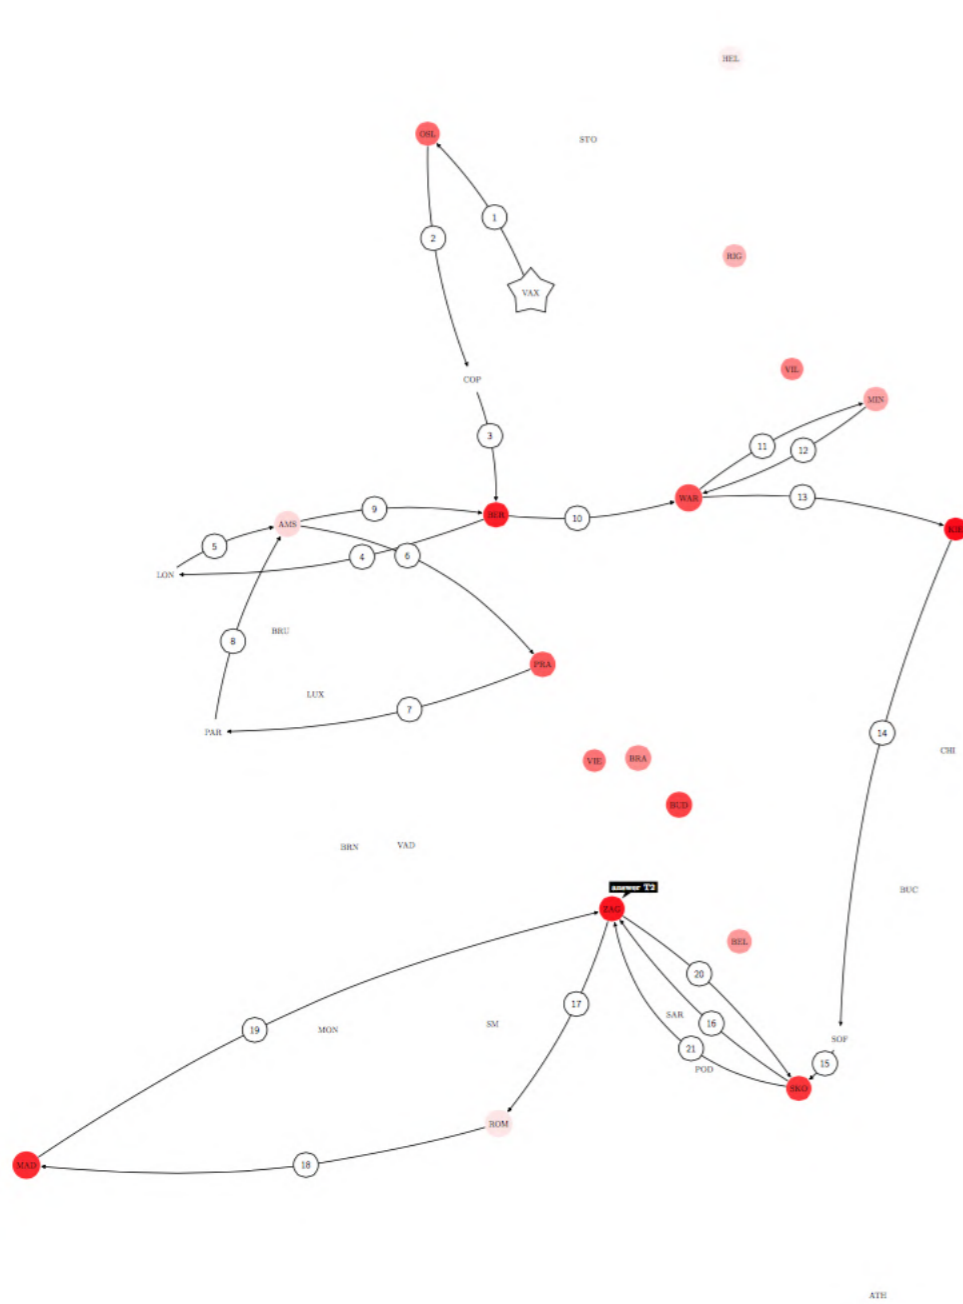 HEL
OSL
STO
1
2
RIG
VAX
VIL
COP
MIN
3
11
12
WAR
13
9
BER
10
AMS
KIE
5
4
6
LON
BRU
8
PRA
LUX
7
PAR
14
CHI
VIE
BRA
BUD
BRN
VAD
answer T2
BUC
ZAG
BEL
20
17
SAR
16
SM
MON
19
SOF
21
15
POD
SKO
ROM
MAD
18
ATH